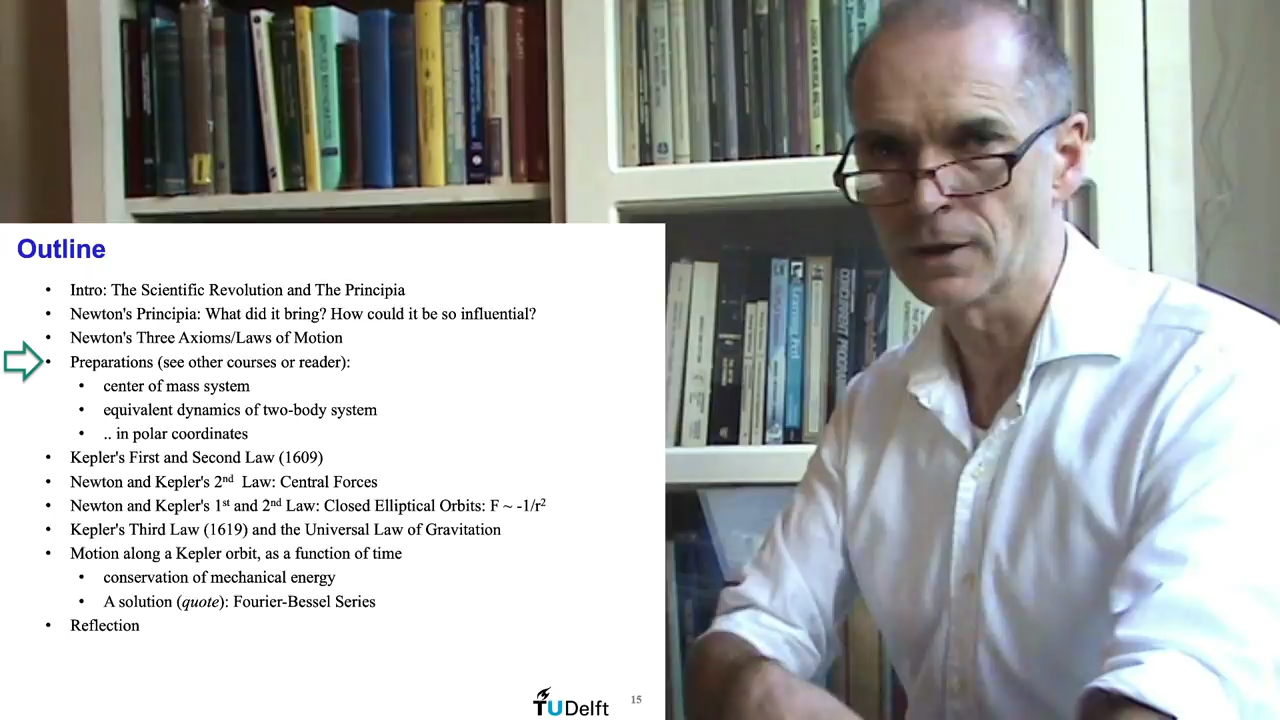 Outline
• Intro: The Scientific Revolution and The Principia
• Newton's Principia: What did it bring? How could it be so influential?
• Newton's Three Axioms/Laws of Motion
• Preparations (see other courses or reader):
• center of mass system
• equivalent dynamics of two-body system
• .. in polar coordinates
• Kepler's First and Second Law (1609)
• Newton and Kepler's 2nd Law: Central Forces
• Newton and Kepler's 1st and 2nd Law: Closed Elliptical Orbits: F ~ -1/r²
• Kepler's Third Law (1619) and the Universal Law of Gravitation
• Motion along a Kepler orbit, as a function of time
• conservation of mechanical energy
• A solution (quote): Fourier-Bessel Series
• Reflection
TU Delft
15
CONCURRENT PROGRAM